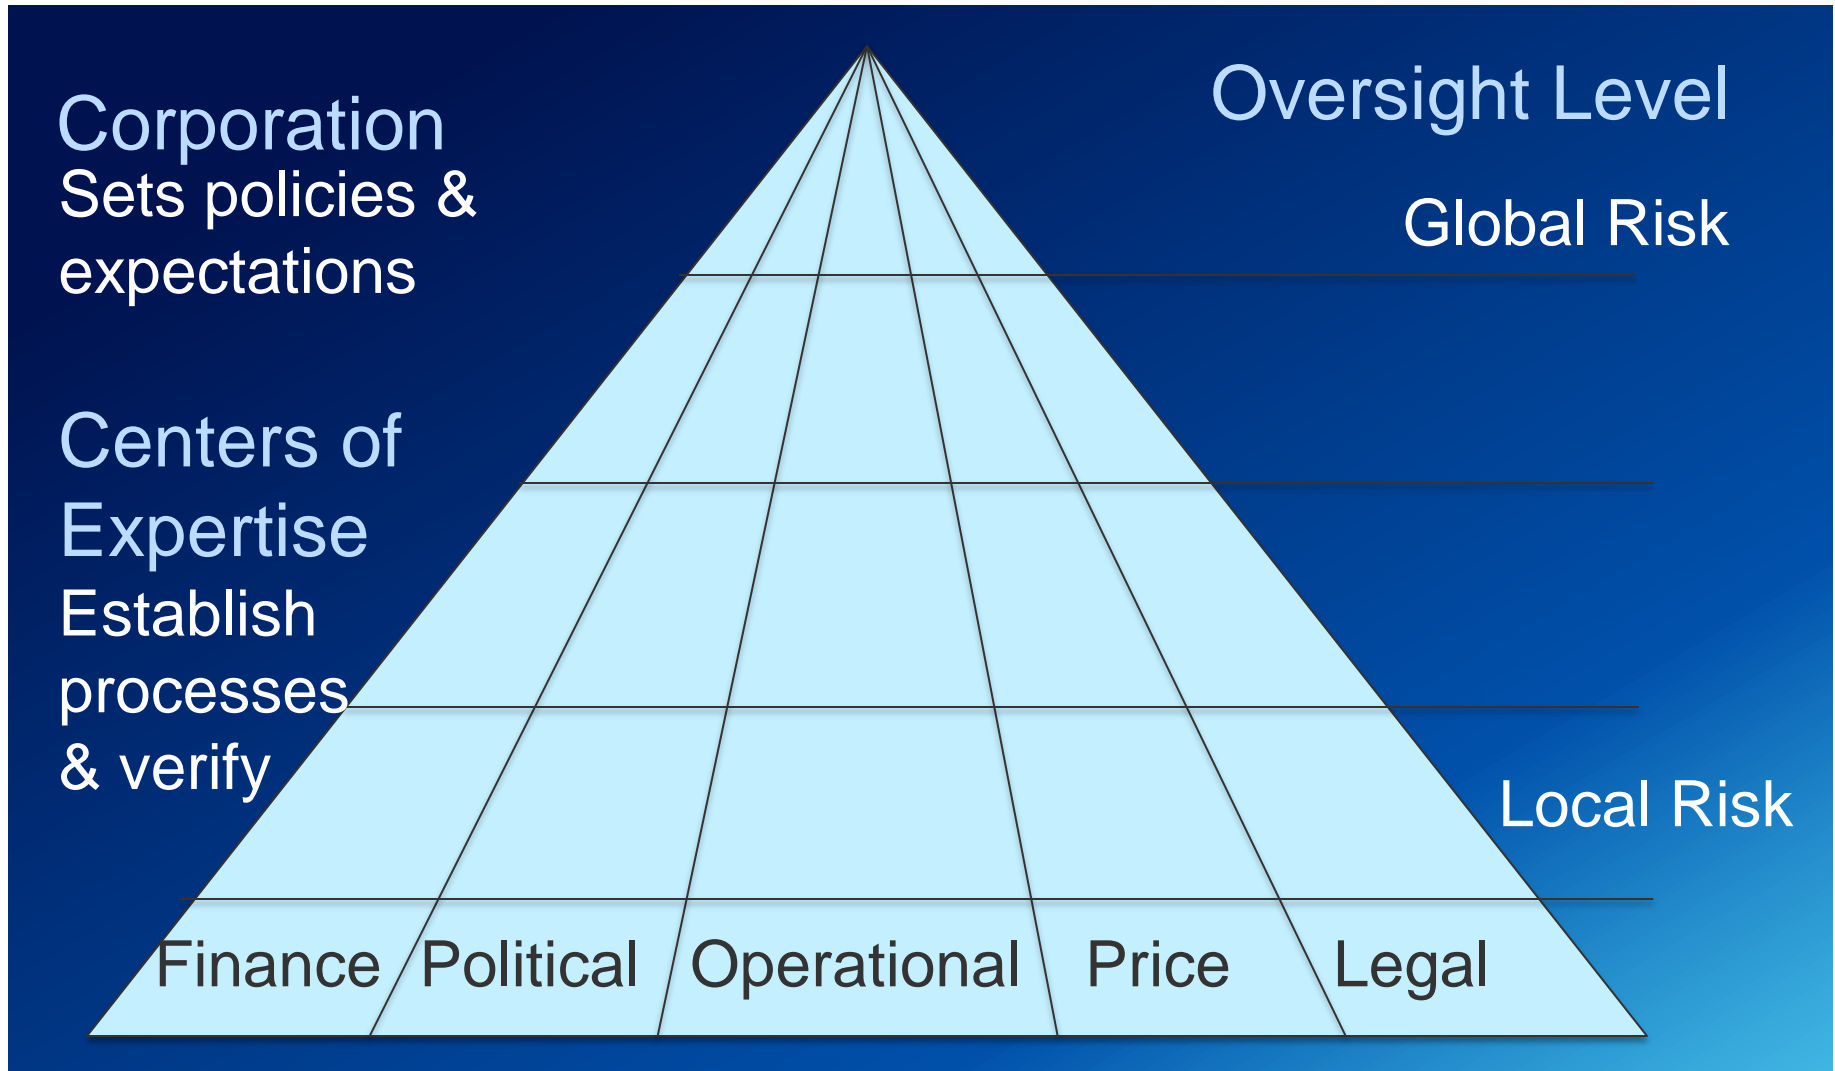 Corporation
Sets policies &
expectations
Oversight Level
Global Risk
Centers of
Expertise
Establish
processes
& verify
Local Risk
Finance
Political
Operational
Price
Legal